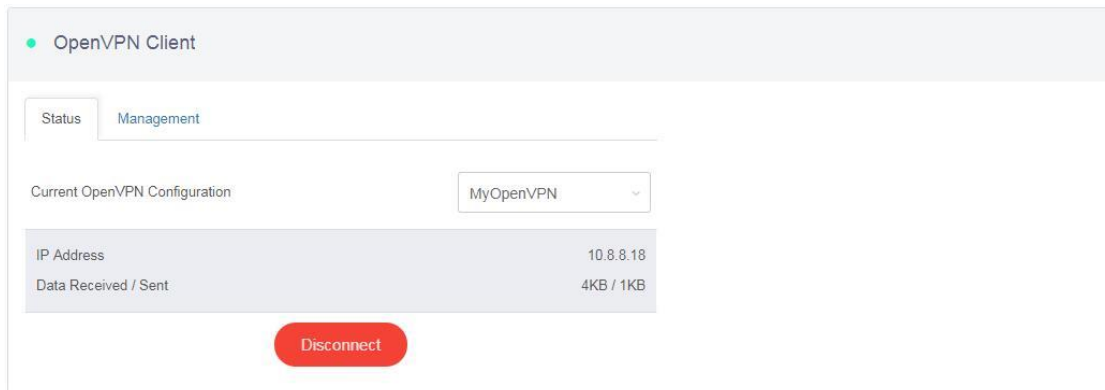 OpenVPN Client
Status Management
Current OpenVPN Configuration MyOpenVPN
IP Address 10.8.8.18
Data Received / Sent 4KB / 1KB
Disconnect